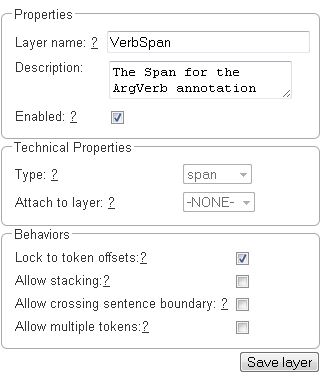 Properties
Layer name: ? VerbSpan
Description: The Span for the
ArgVerb annotation
Enabled: ?
Technical Properties
Type: ? span
Attach to layer: ? -NONE-
Behaviors
Lock to token offsets:?
Allow stacking:?
Allow crossing sentence boundary: ?
Allow multiple tokens:?
Save layer